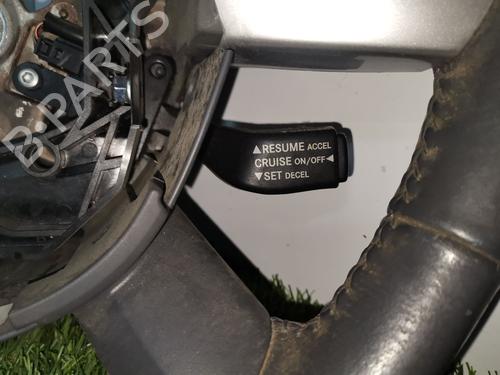 B-PARTS
▲RESUME ACCEL
CRUISE ON/OFF◀
▼SET DECEL